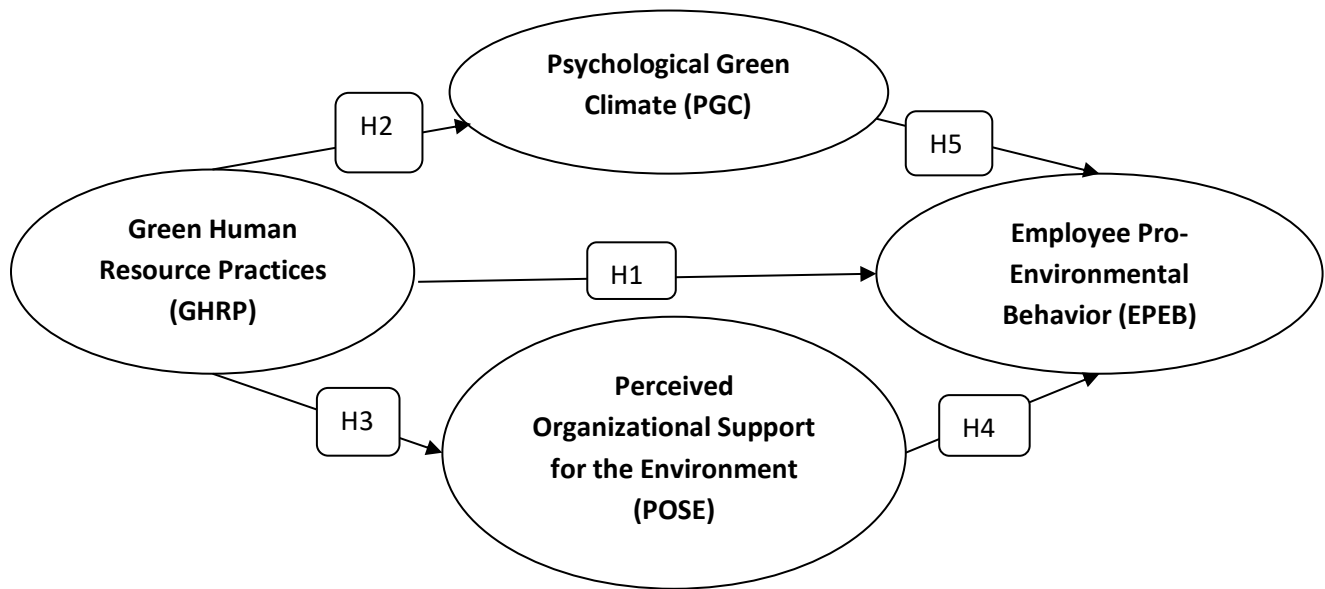 Psychological Green
Climate (PGC)
H2
H5
Green Human
Resource Practices
(GHRP)
H1
Employee Pro-
Environmental
Behavior (EPEB)
H3
Perceived
Organizational Support
for the Environment
(POSE)
H4